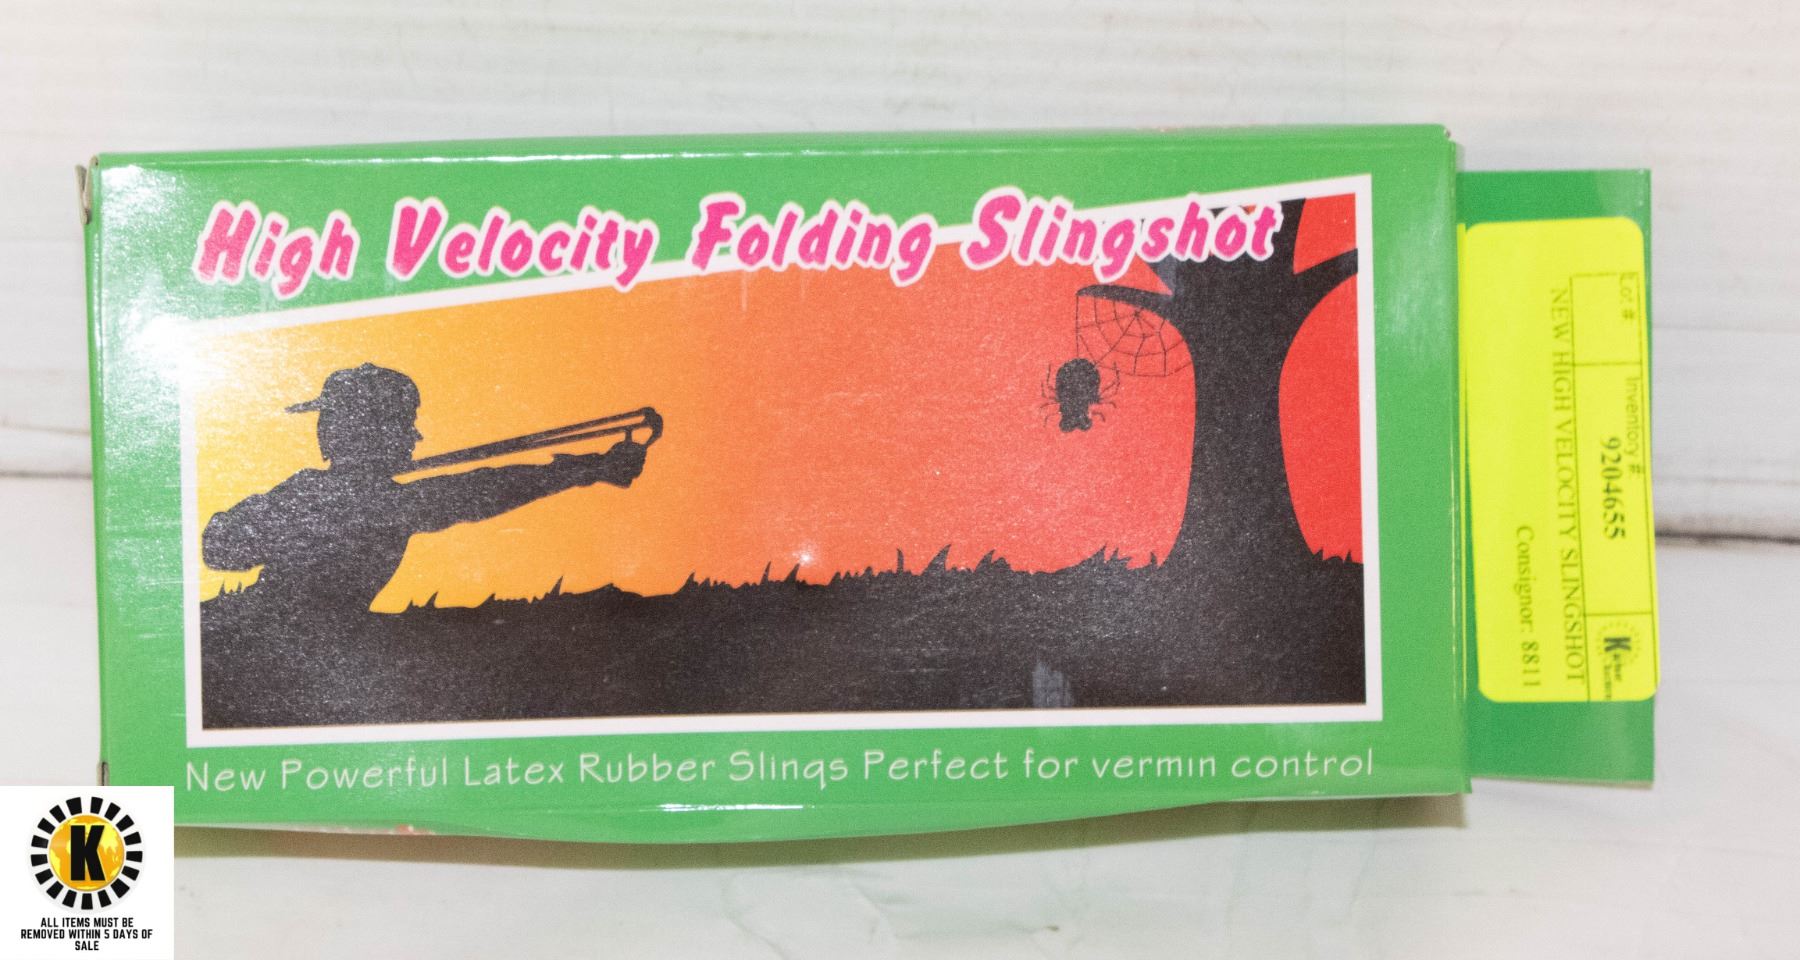 High Velocity Folding Slingshot
New Powerful Latex Rubber Slings Perfect for vermin control
Lot #
Inventory #:
9204655
NEW HIGH VELOCITY SLINGSHOT
Consignor: 8811
K
K
ALL ITEMS MUST BE
REMOVED WITHIN 5 DAYS OF
SALE